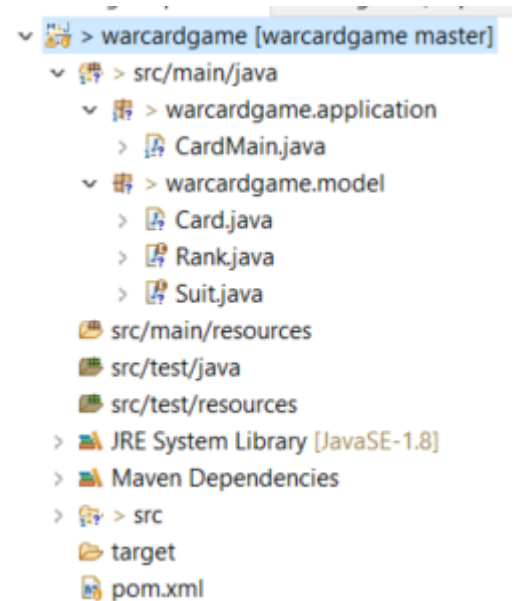 > warcardgame [warcardgame master]
> src/main/java
> warcardgame.application
> CardMain.java
> warcardgame.model
> Card.java
> Rank.java
> Suit.java
src/main/resources
src/test/java
src/test/resources
> JRE System Library [JavaSE-1.8]
> Maven Dependencies
> > src
target
pom.xml